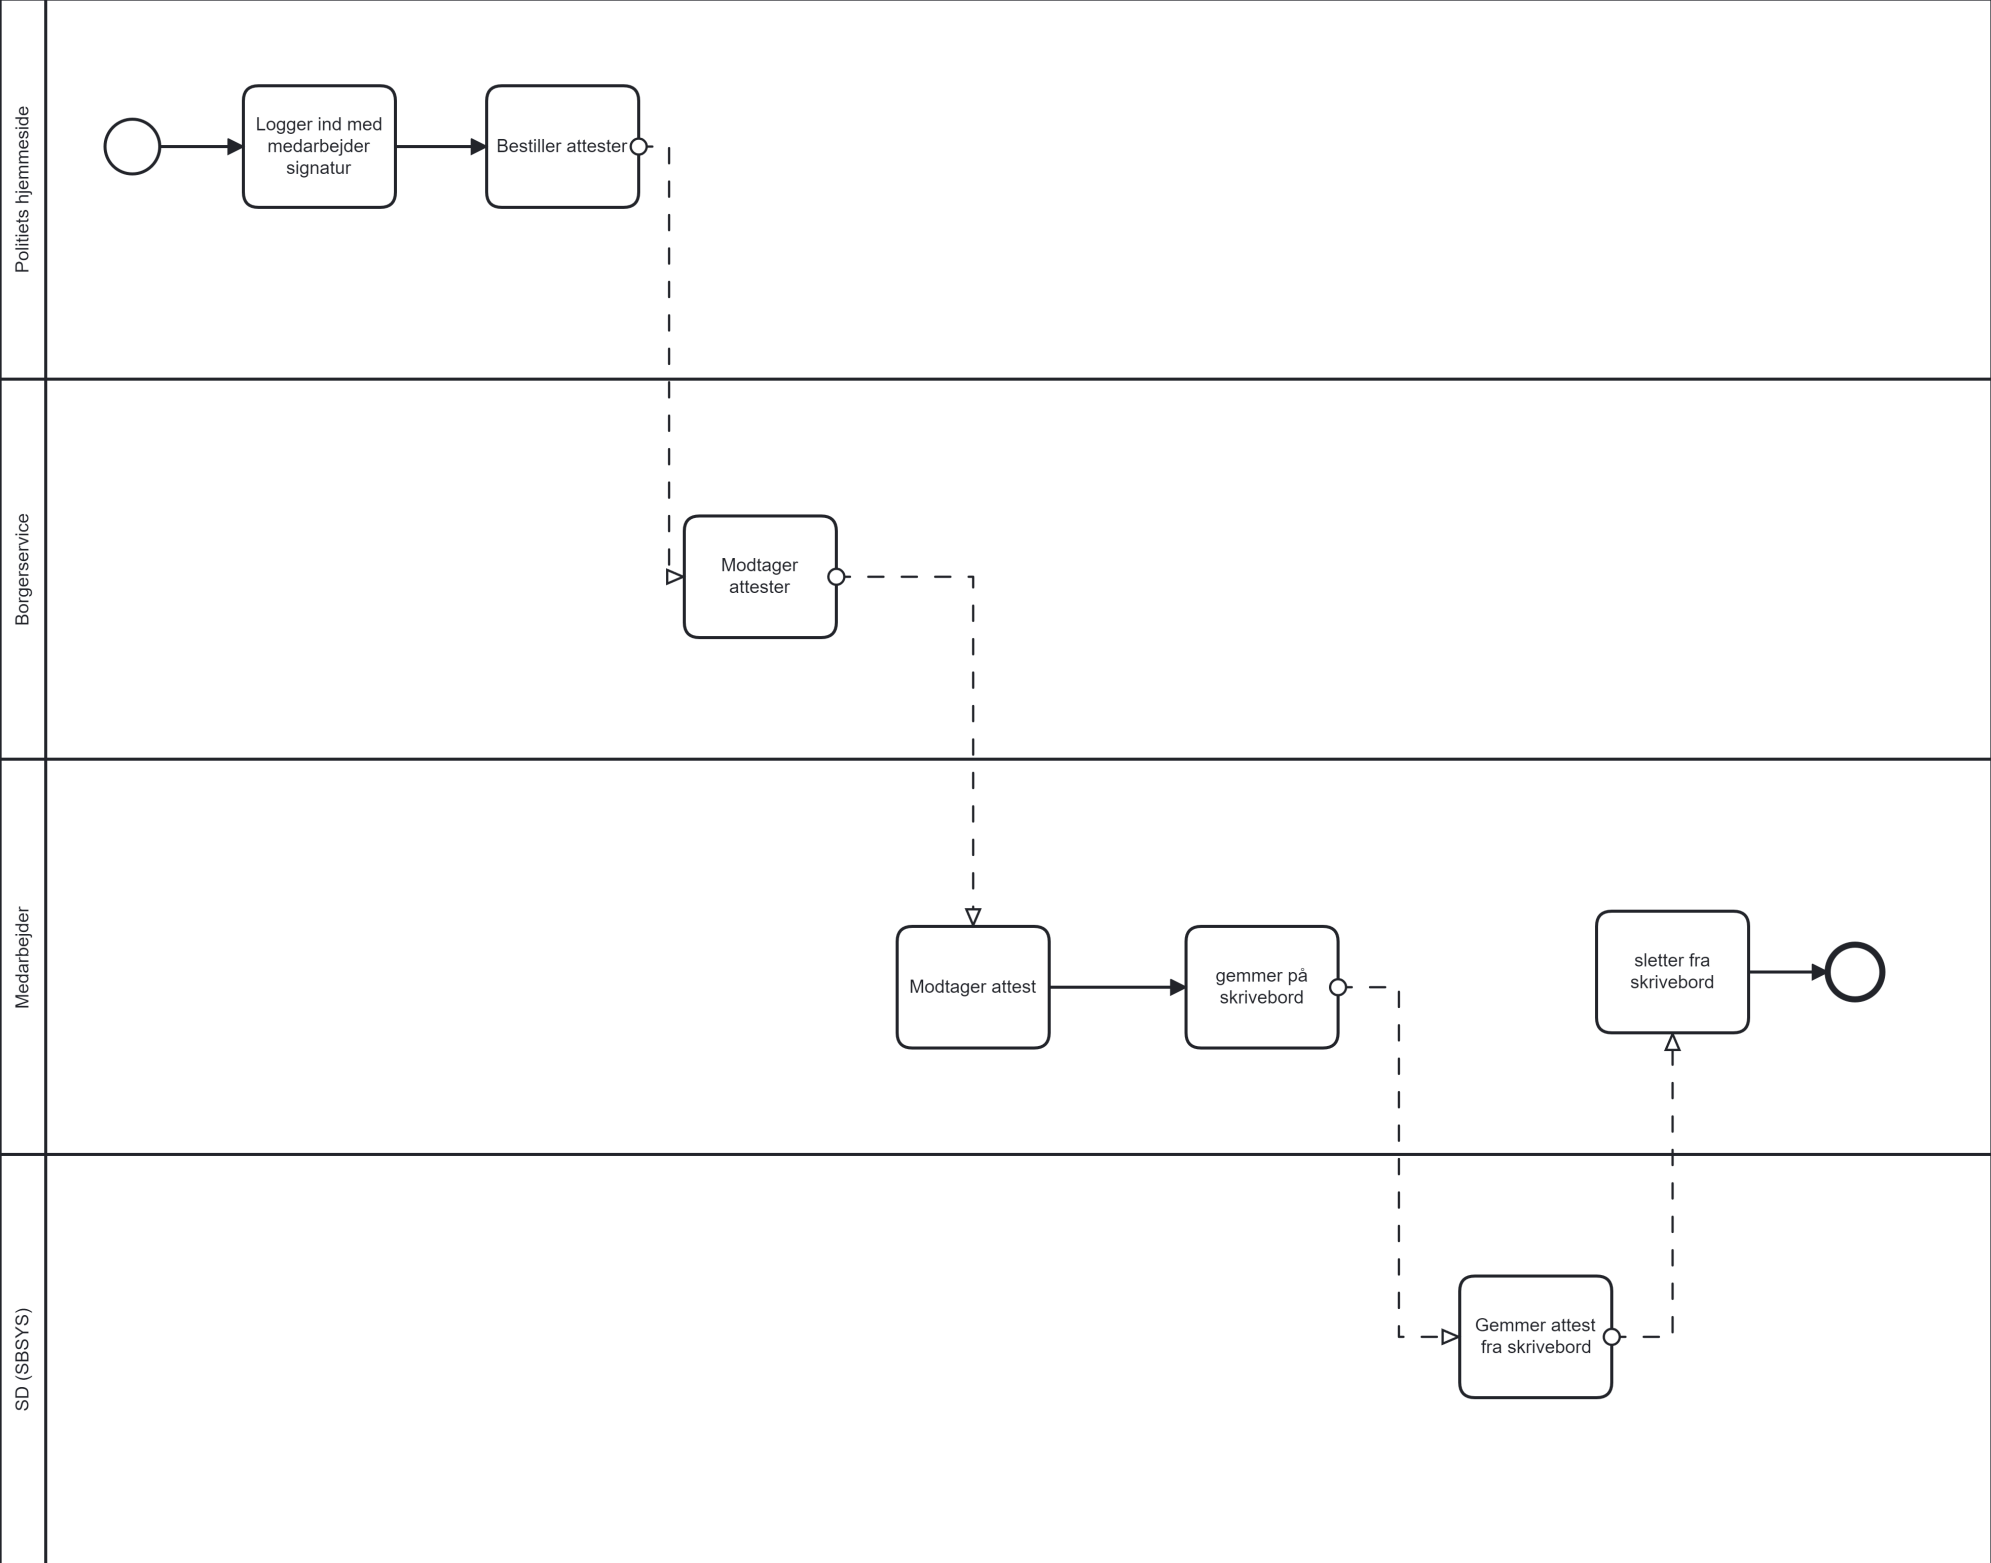 Politiets hjemmeside
Logger ind med
medarbejder
signatur
Bestiller attester
Borgerservice
Modtager
attester
Medarbejder
Modtager attest
gemmer på
skrivebord
sletter fra
skrivebord
SD (SBSYS)
Gemmer attest
fra skrivebord